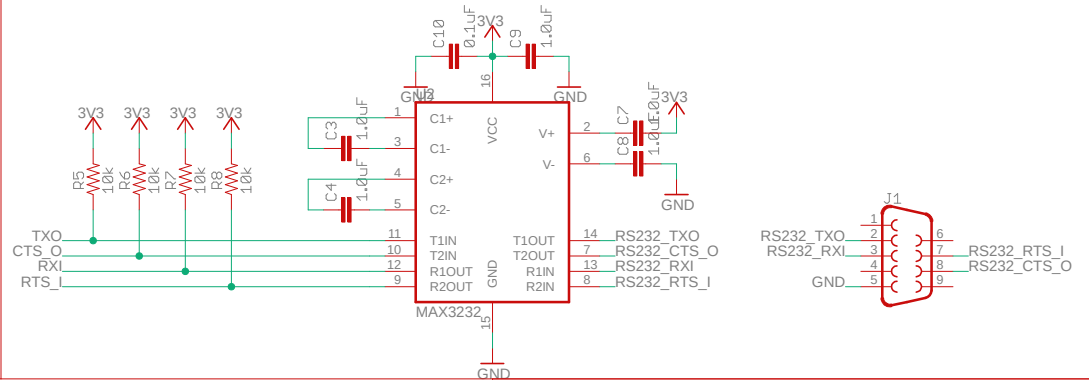 C10
0.1uF
3V3
C9
1.0uF
GND
GND
U2
16
VCC
3V3
3V3
3V3
3V3
R5
10k
R6
10k
R7
10k
R8
10k
C3
1.0uF
C4
1.0uF
1
C1+
3
C1-
4
C2+
5
C2-
V+
2
C7
1.0uF
3V3
V-
6
C8
1.0uF
GND
TXO
11
T1IN
T1OUT
14
RS232_TXO
CTS_O
10
T2IN
T2OUT
7
RS232_CTS_O
RXI
12
R1OUT
R1IN
13
RS232_RXI
RTS_I
9
R2OUT
R2IN
8
RS232_RTS_I
GND
MAX3232
15
GND
J1
1
RS232_TXO
2
6
RS232_RXI
3
7
RS232_RTS_I
4
8
RS232_CTS_O
GND
5
9